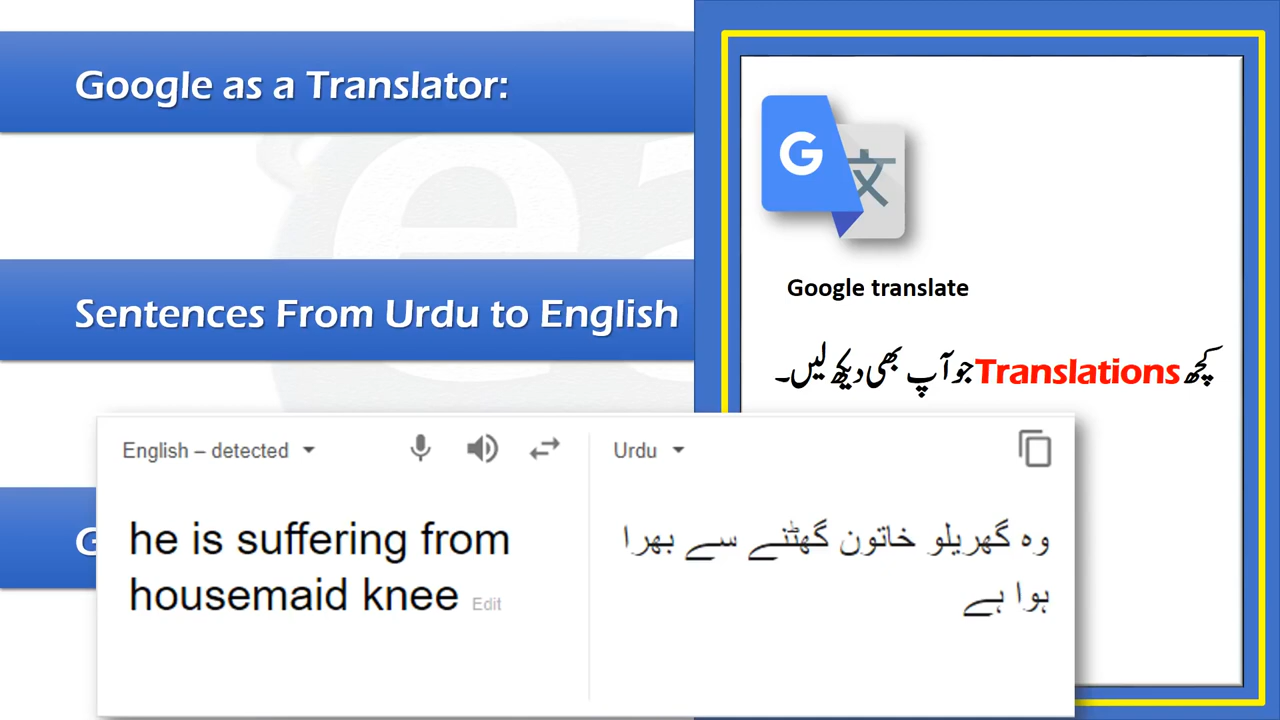 Google as a Translator:
Sentences From Urdu to English
G
Google translate
کچھ Translations جو آپ بھی دیکھ لیں۔
English – detected
Urdu
he is suffering from
housemaid knee Edit
وہ گھریلو خاتون گھٹنے سے بھرا
ہوا ہے